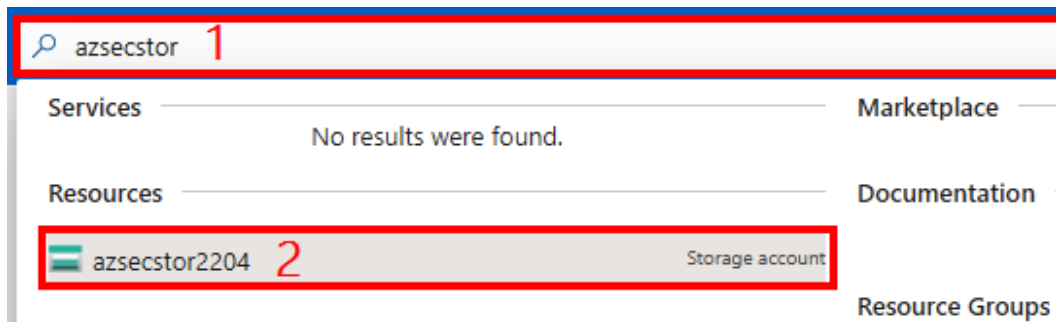 azsecstor 1
Services
No results were found.
Marketplace
Resources
Documentation
azsecstor2204 2 Storage account
Resource Groups